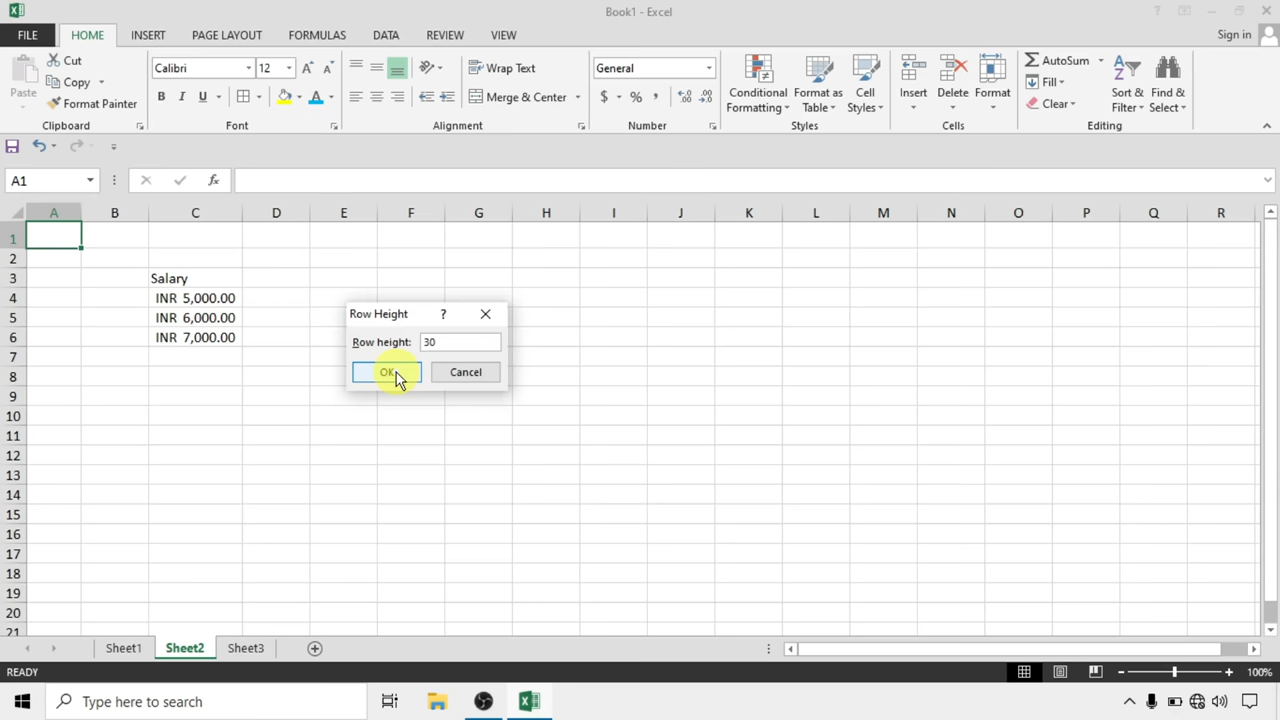 Book1 - Excel
?
FILE HOME INSERT PAGE LAYOUT FORMULAS DATA REVIEW VIEW Sign in
Paste
Cut
Copy
Format Painter
Clipboard
Calibri 12
B I U A
Font
Wrap Text
Merge & Center
Alignment
General
$ % ,
Number
Conditional Formatting
Format as Table
Cell Styles
Styles
Insert
Delete
Format
Cells
AutoSum
Fill
Clear
Sort & Filter
Find & Select
Editing
A1 fx
A B C D E F G H I J K L M N O P Q R
1
2
3 Salary
4 INR 5,000.00
5 INR 6,000.00
6 INR 7,000.00
7
8
9
10
11
12
13
14
15
16
17
18
19
20
21
Row Height ?
Row height: 30
OK Cancel
Sheet1 Sheet2 Sheet3
READY 100%
Type here to search